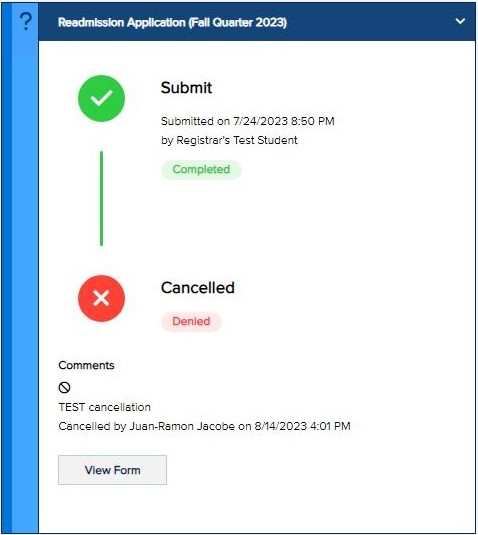 ?
Readmission Application (Fall Quarter 2023)
Submit
Submitted on 7/24/2023 8:50 PM
by Registrar's Test Student
Completed
Cancelled
Denied
Comments
TEST cancellation
Cancelled by Juan-Ramon Jacobe on 8/14/2023 4:01 PM
View Form